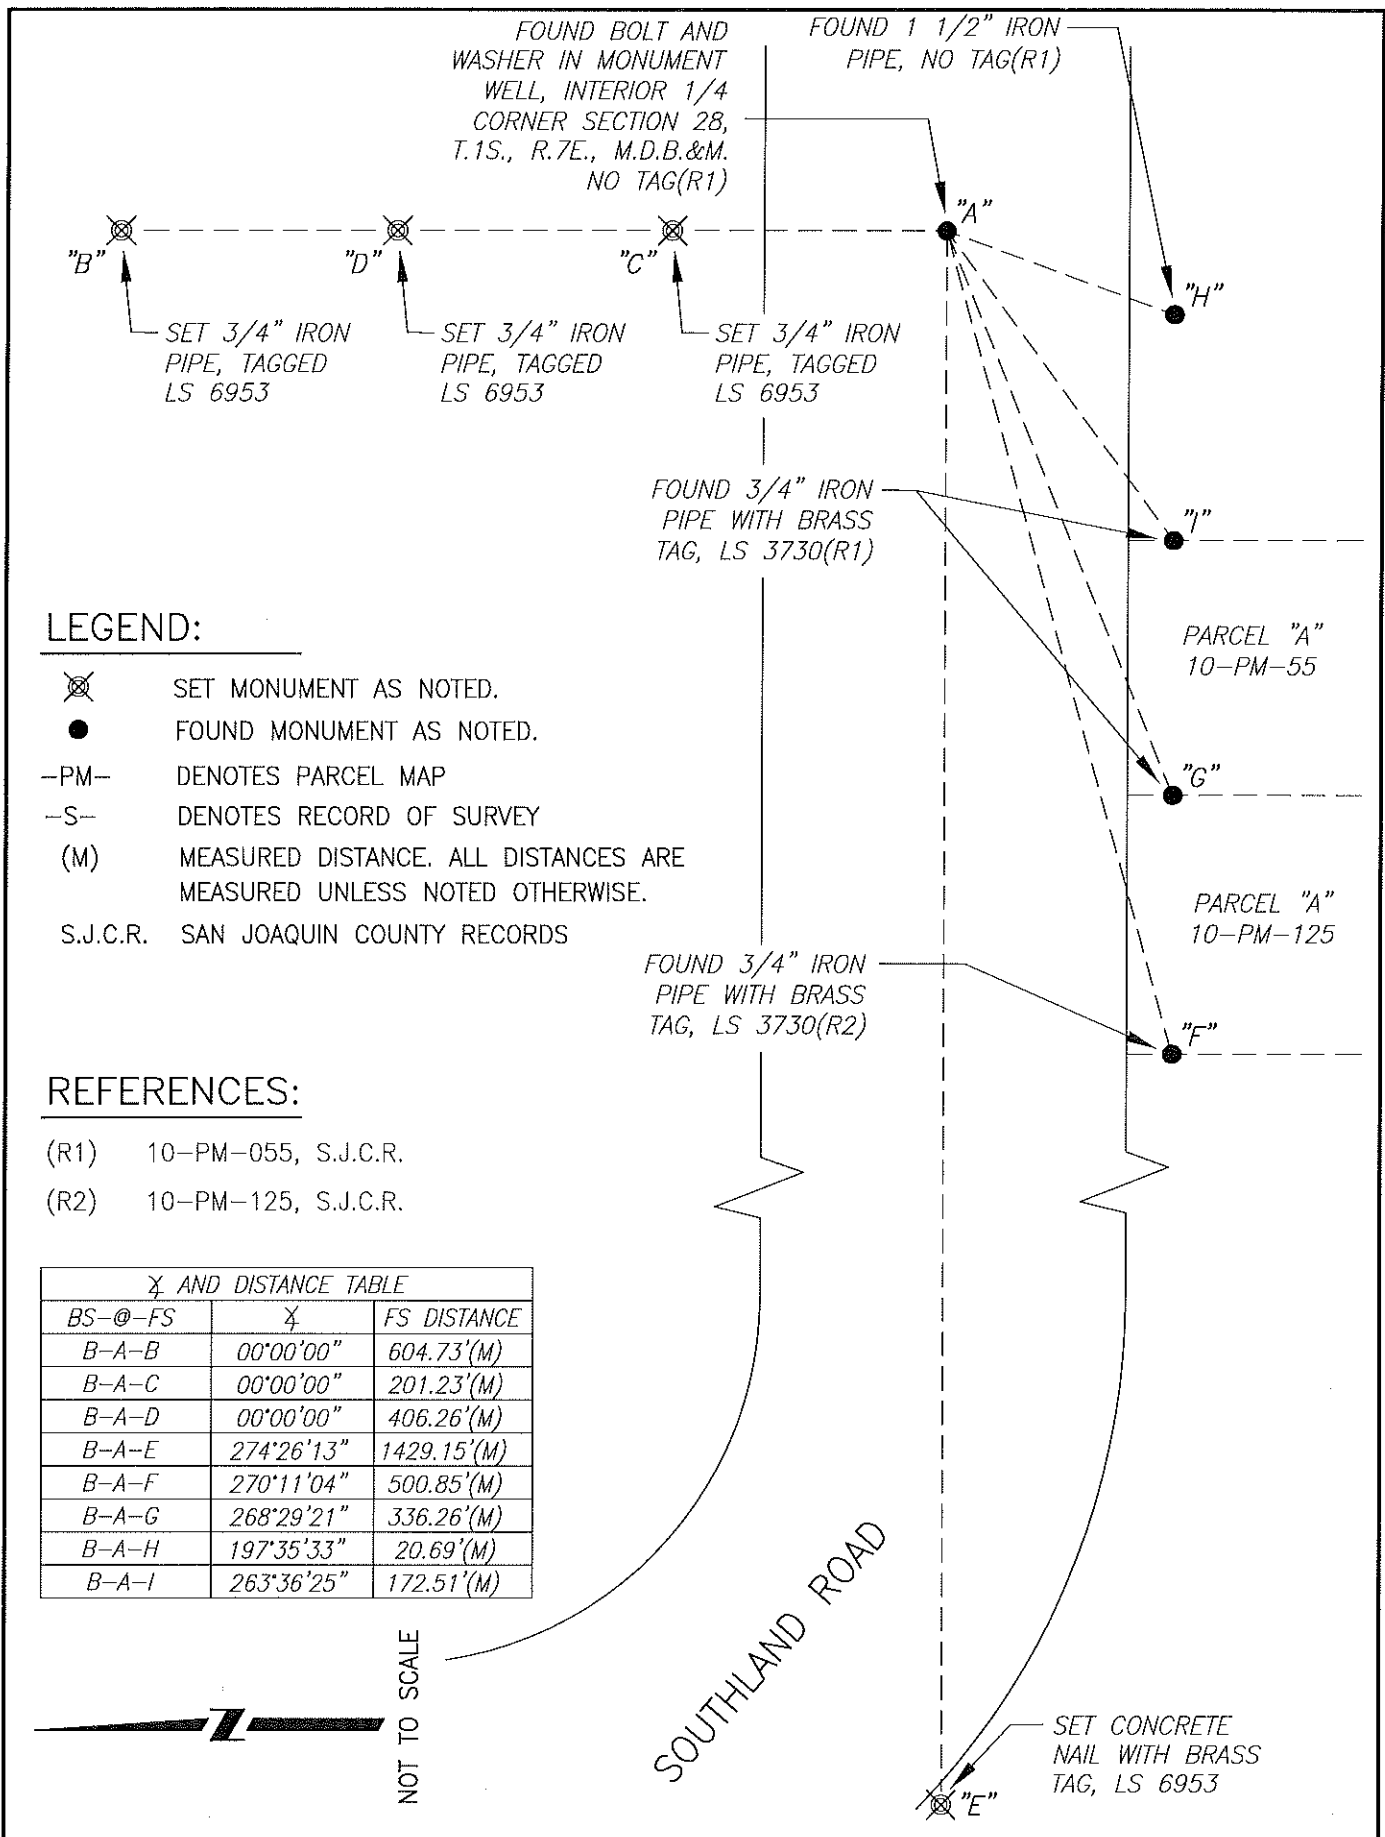 FOUND BOLT AND
WASHER IN MONUMENT
WELL, INTERIOR 1/4
CORNER SECTION 28,
T.1S., R.7E., M.D.B.&M.
NO TAG(R1)
FOUND 1 1/2" IRON
PIPE, NO TAG(R1)
"A"
"B"
"D"
"C"
"H"
SET 3/4" IRON
PIPE, TAGGED
LS 6953
SET 3/4" IRON
PIPE, TAGGED
LS 6953
SET 3/4" IRON
PIPE, TAGGED
LS 6953
FOUND 3/4" IRON
PIPE WITH BRASS
TAG, LS 3730(R1)
"I"
PARCEL "A"
10-PM-55
"G"
PARCEL "A"
10-PM-125
LEGEND:
SET MONUMENT AS NOTED.
FOUND MONUMENT AS NOTED.
-PM- DENOTES PARCEL MAP
-S- DENOTES RECORD OF SURVEY
(M) MEASURED DISTANCE. ALL DISTANCES ARE
MEASURED UNLESS NOTED OTHERWISE.
S.J.C.R. SAN JOAQUIN COUNTY RECORDS
FOUND 3/4" IRON
PIPE WITH BRASS
TAG, LS 3730(R2)
"F"
REFERENCES:
(R1) 10-PM-055, S.J.C.R.
(R2) 10-PM-125, S.J.C.R.
∡ AND DISTANCE TABLE
BS-@-FS ∡ FS DISTANCE
B-A-B 00°00'00" 604.73'(M)
B-A-C 00°00'00" 201.23'(M)
B-A-D 00°00'00" 406.26'(M)
B-A-E 274°26'13" 1429.15'(M)
B-A-F 270°11'04" 500.85'(M)
B-A-G 268°29'21" 336.26'(M)
B-A-H 197°35'33" 20.69'(M)
B-A-I 263°36'25" 172.51'(M)
Z
NOT TO SCALE
SOUTHLAND ROAD
SET CONCRETE
NAIL WITH BRASS
TAG, LS 6953
"E"